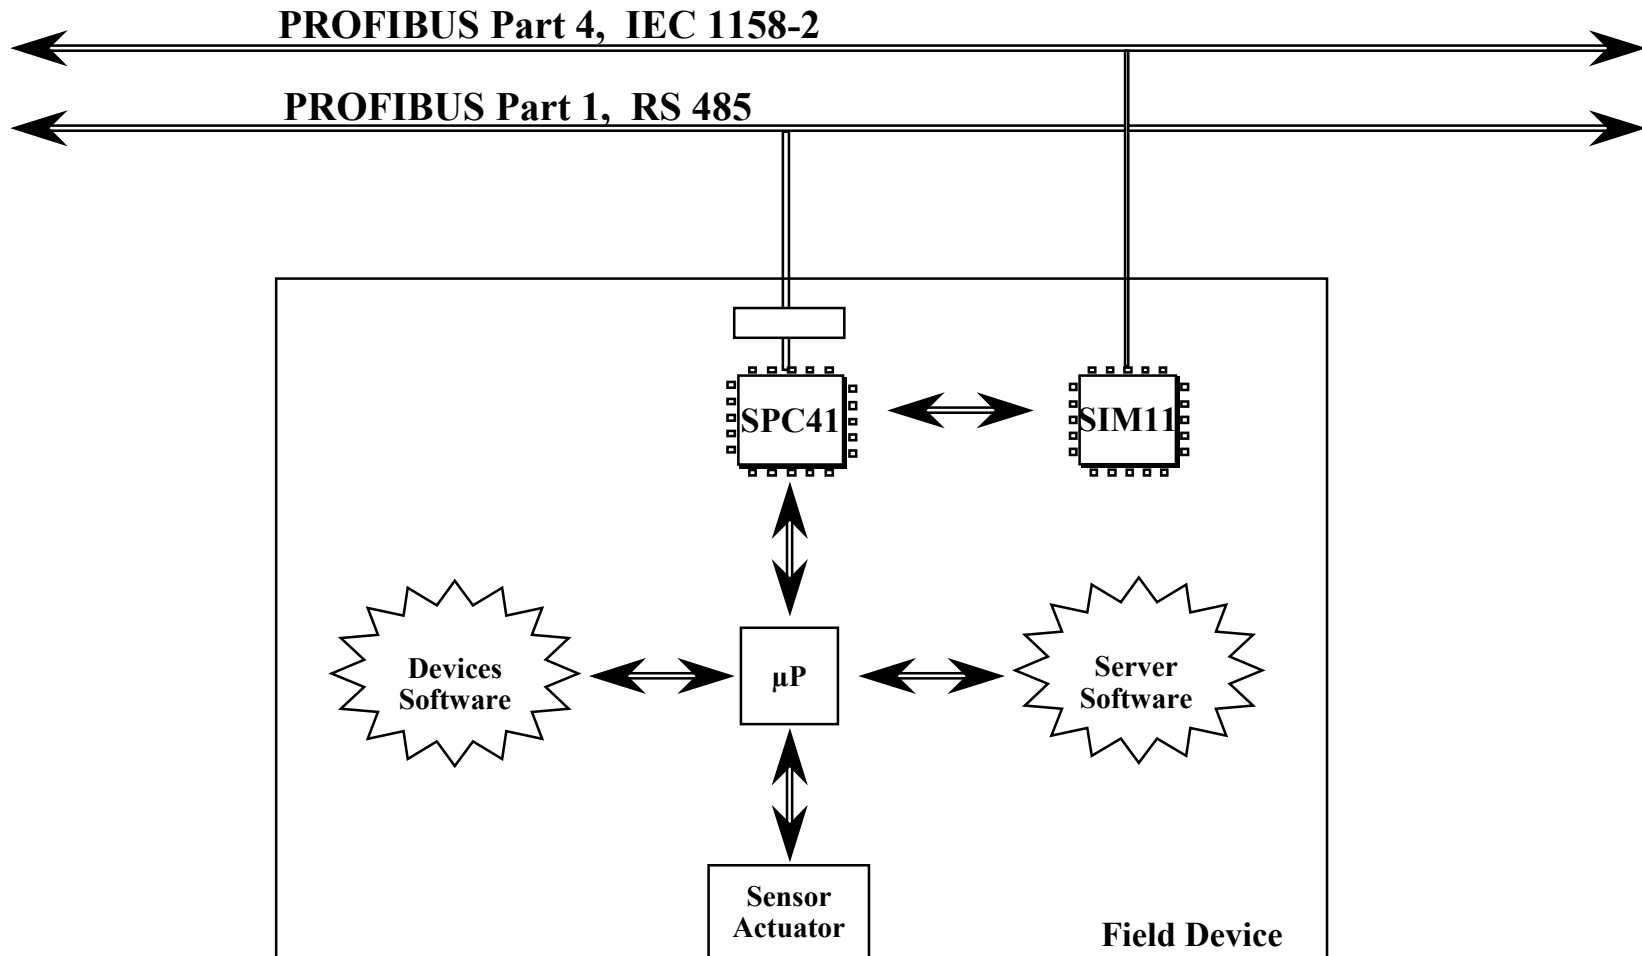 PROFIBUS Part 4, IEC 1158-2
PROFIBUS Part 1, RS 485
SPC41
SIM11
Devices
Software
µP
Server
Software
Sensor
Actuator
Field Device